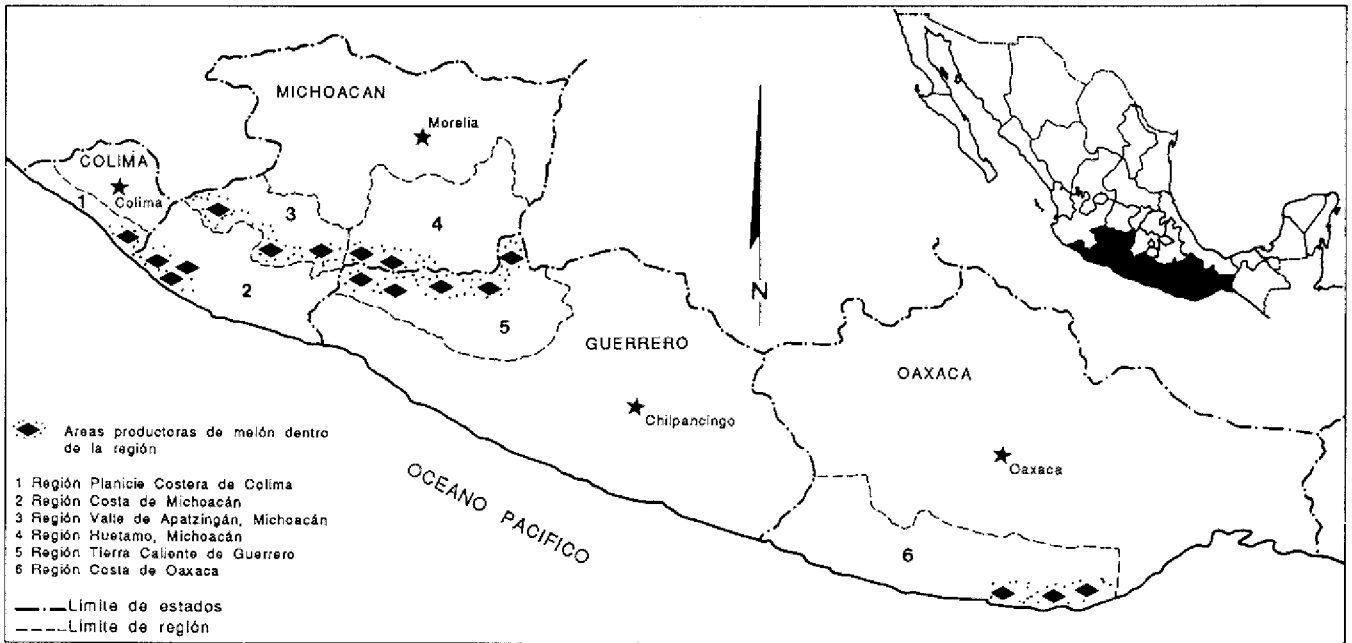 MICHOACAN
Morelia
COLIMA
Colima
1
3
4
2
5
N
GUERRERO
OAXACA
Chilpancingo
Oaxaca
OCEANO PACIFICO
6
Areas productoras de melón dentro
de la región
1 Región Planicie Costera de Colima
2 Región Costa de Michoacán
3 Región Valle de Apatzingán, Michoacán
4 Región Huetamo, Michoacán
5 Región Tierra Caliente de Guerrero
6 Región Costa de Oaxaca
Límite de estados
Límite de región